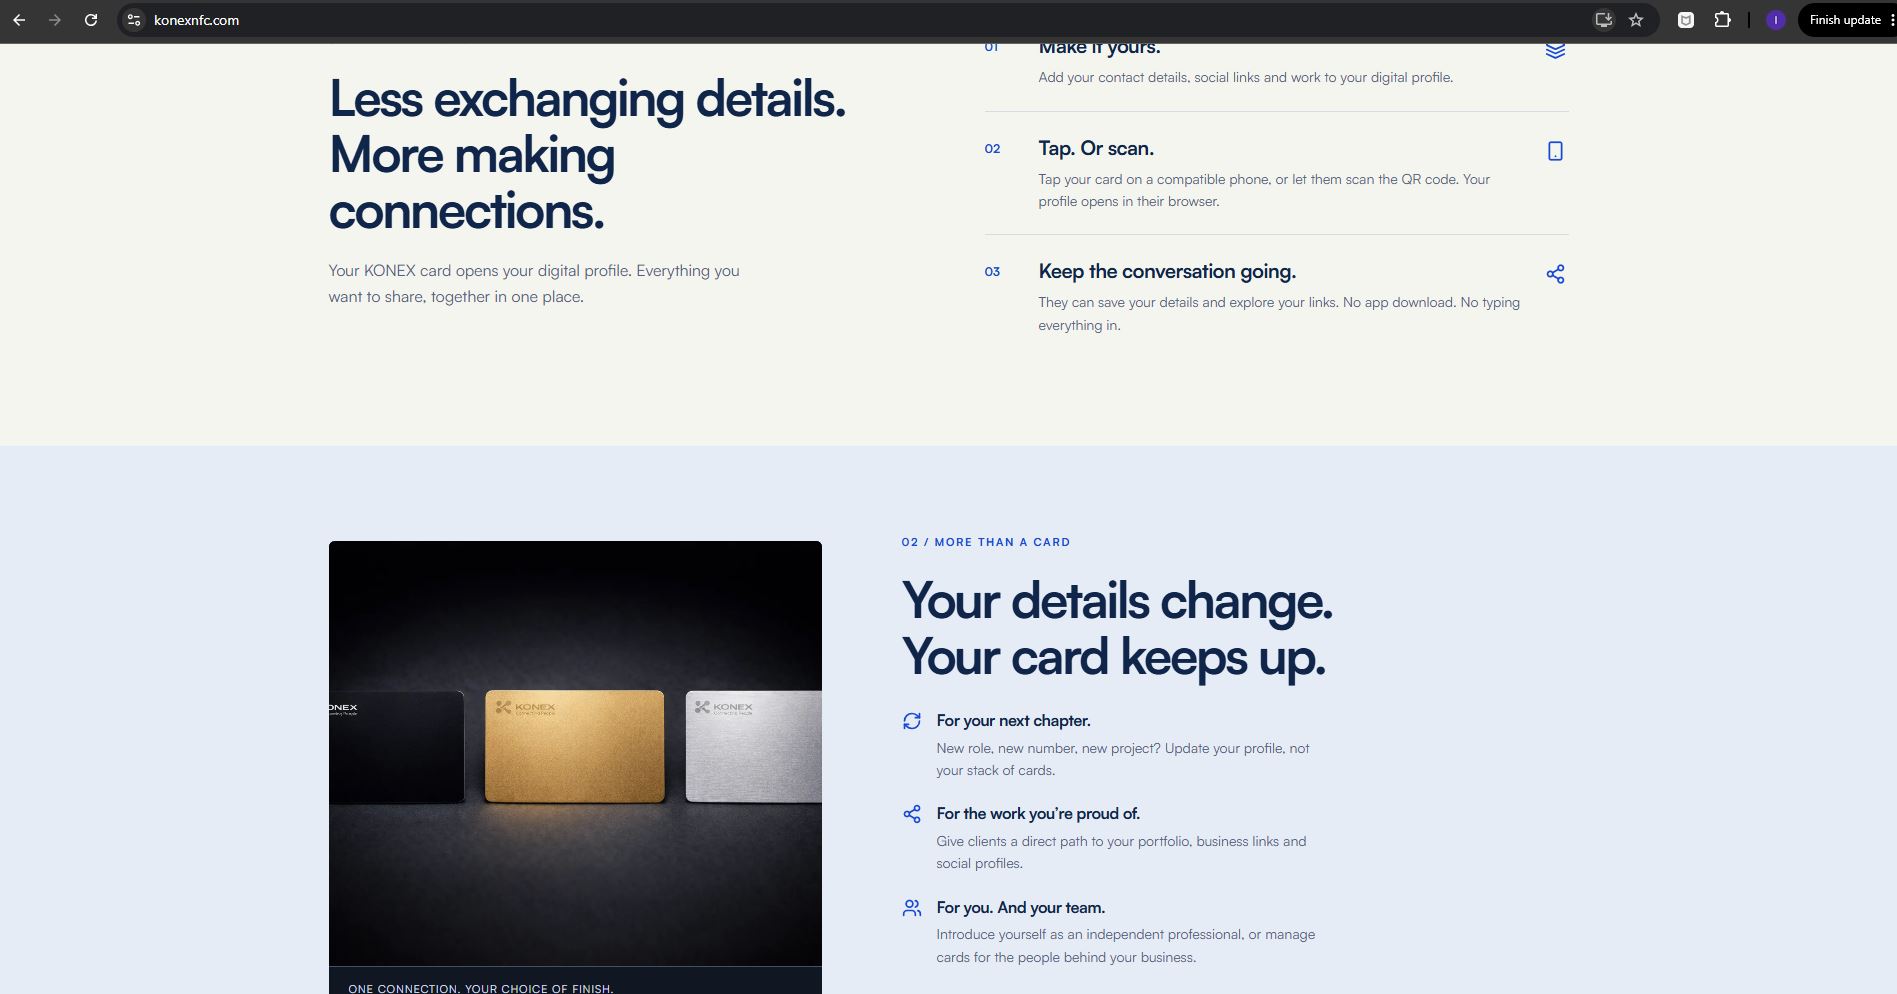 konexnfc.com
Finish update
Less exchanging details.
More making
connections.
Your KONEX card opens your digital profile. Everything you
want to share, together in one place.
01
Make it yours.
Add your contact details, social links and work to your digital profile.
02
Tap. Or scan.
Tap your card on a compatible phone, or let them scan the QR code. Your
profile opens in their browser.
03
Keep the conversation going.
They can save your details and explore your links. No app download. No typing
everything in.
ONEX
KONEX
Connecting People
KONEX
Connecting People
ONE CONNECTION. YOUR CHOICE OF FINISH.
02 / MORE THAN A CARD
Your details change.
Your card keeps up.
For your next chapter.
New role, new number, new project? Update your profile, not
your stack of cards.
For the work you’re proud of.
Give clients a direct path to your portfolio, business links and
social profiles.
For you. And your team.
Introduce yourself as an independent professional, or manage
cards for the people behind your business.